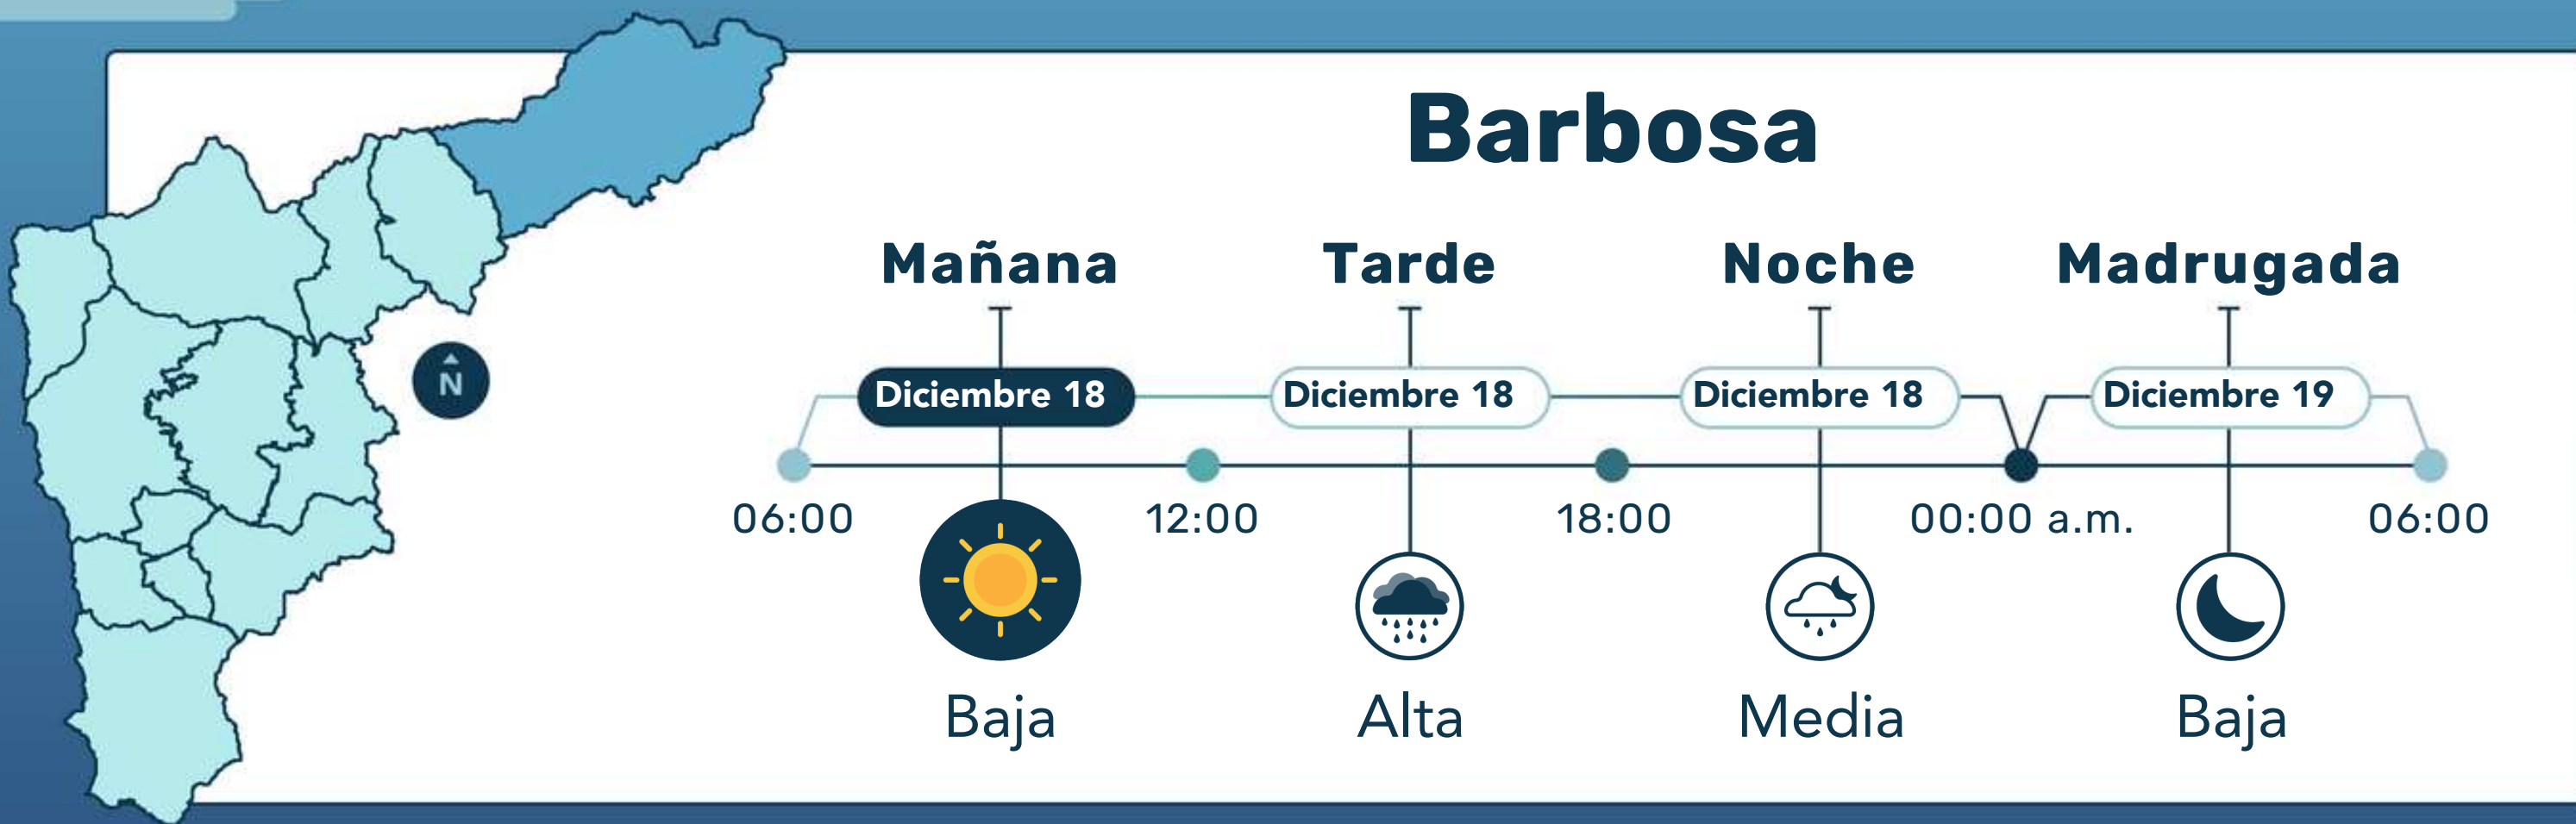 Barbosa
Mañana Tarde Noche Madrugada
Diciembre 18 Diciembre 18 Diciembre 18 Diciembre 19
N
06:00 12:00 18:00 00:00 a.m. 06:00
Baja Alta Media Baja